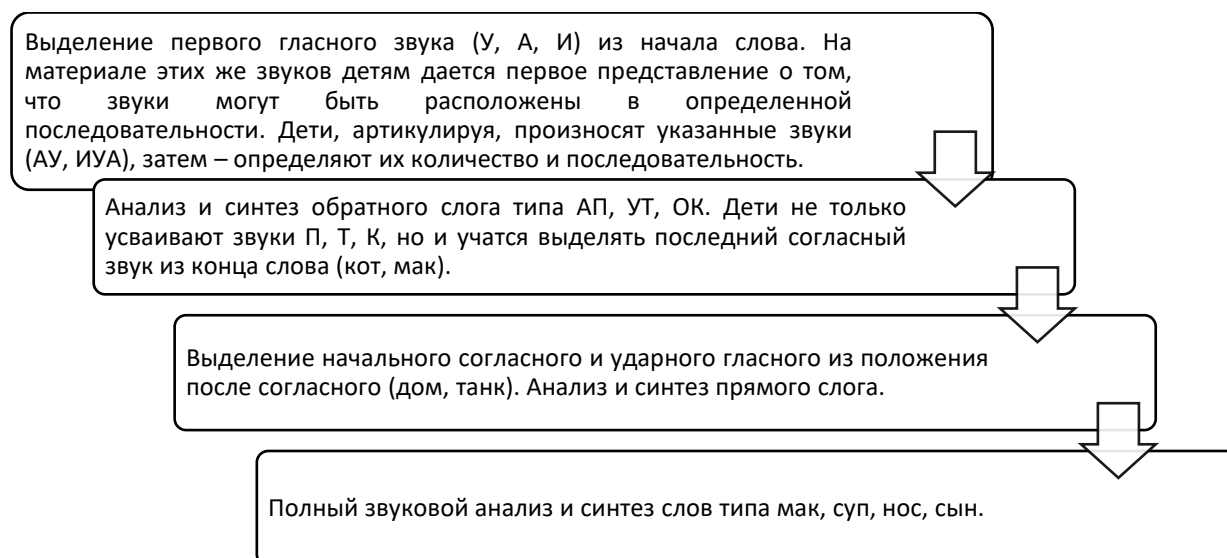 Выделение первого гласного звука (У, А, И) из начала слова. На
материале этих же звуков детям дается первое представление о том,
что звуки могут быть расположены в определенной
последовательности. Дети, артикулируя, произносят указанные звуки
(АУ, ИУА), затем – определяют их количество и последовательность.
Анализ и синтез обратного слога типа АП, УТ, ОК. Дети не только
усваивают звуки П, Т, К, но и учатся выделять последний согласный
звук из конца слова (кот, мак).
Выделение начального согласного и ударного гласного из положения
после согласного (дом, танк). Анализ и синтез прямого слога.
Полный звуковой анализ и синтез слов типа мак, суп, нос, сын.